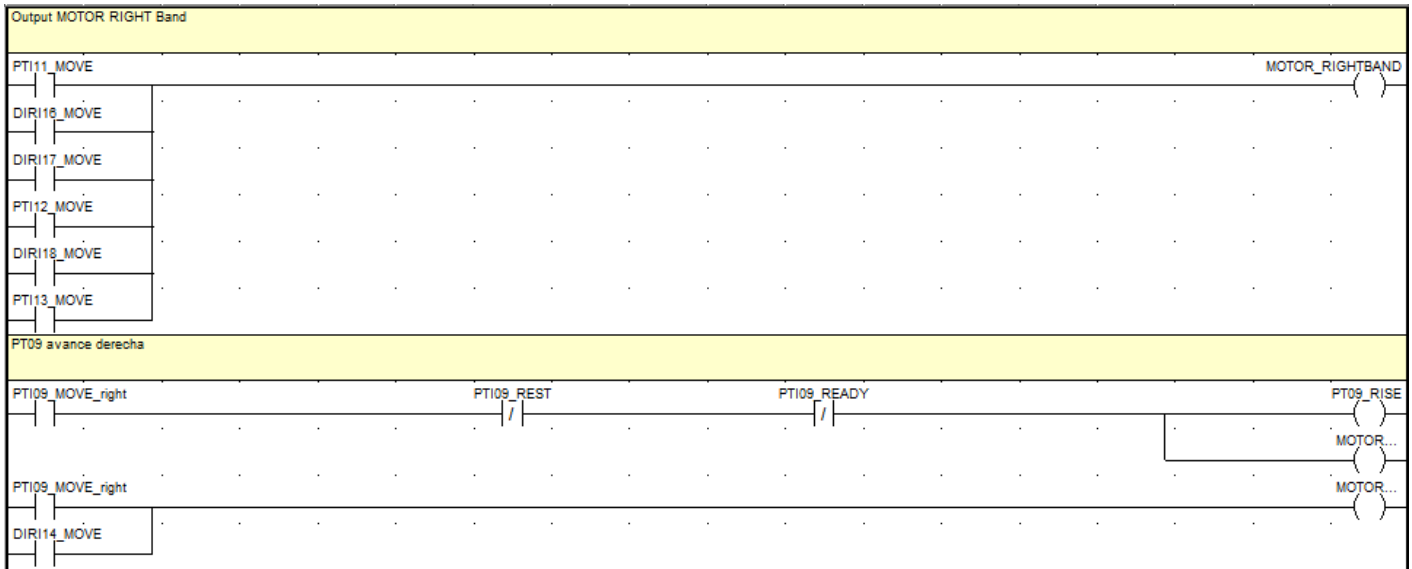 Output MOTOR RIGHT Band
PTI11_MOVE MOTOR_RIGHTBAND
DIRI16_MOVE
DIRI17_MOVE
PTI12_MOVE
DIRI18_MOVE
PTI13_MOVE
PT09 avance derecha
PTI09_MOVE_right PTI09_REST PTI09_READY PT09_RISE
MOTOR...
PTI09_MOVE_right MOTOR...
DIRI14_MOVE